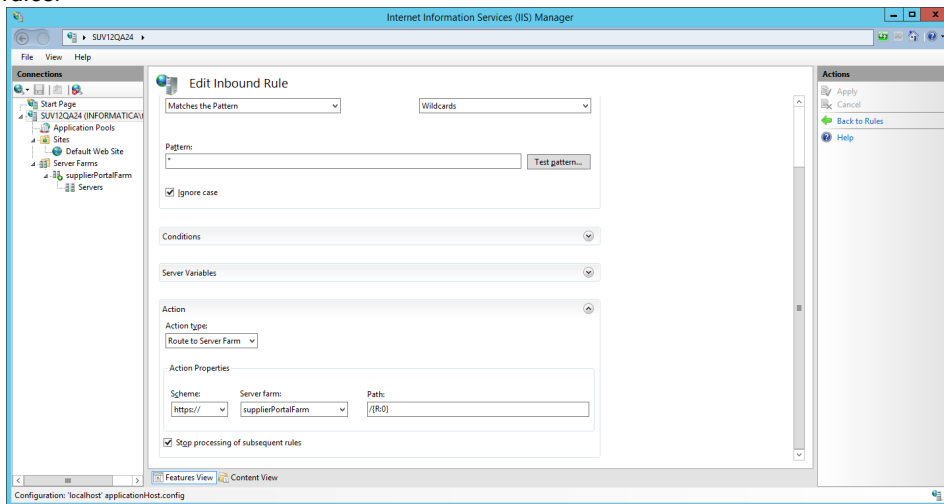 rules.
Internet Information Services (IIS) Manager
SUV12QA24
File View Help
Connections
Start Page
SUV12QA24 (INFORMATICA\
Application Pools
Sites
Default Web Site
Server Farms
supplierPortalFarm
Servers
Edit Inbound Rule
Matches the Pattern
Wildcards
Pattern:
*
Test pattern...
Ignore case
Conditions
Server Variables
Action
Action type:
Route to Server Farm
Action Properties
Scheme:
Server farm:
Path:
https://
supplierPortalFarm
/{R:0}
Stop processing of subsequent rules
Features View
Content View
Actions
Apply
Cancel
Back to Rules
Help
Configuration: 'localhost' applicationHost.config